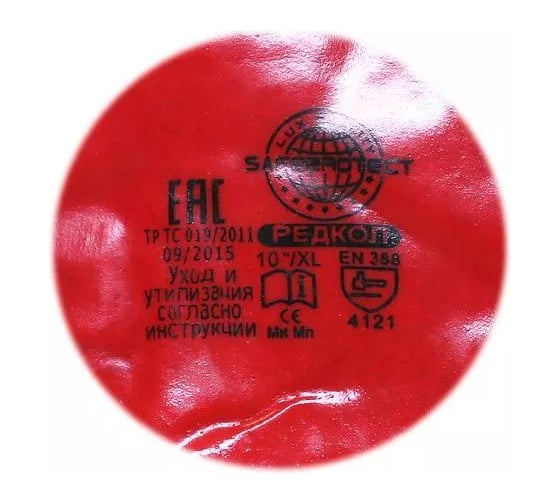 LUX
SAFEPROTECT
EAC
ТР ТС 019/2011
09/2015
Уход и
утилизация
согласно
инструкции
РЕДКОЛ
10"/XL
EN 388
i
CE
4121
Ми Мп